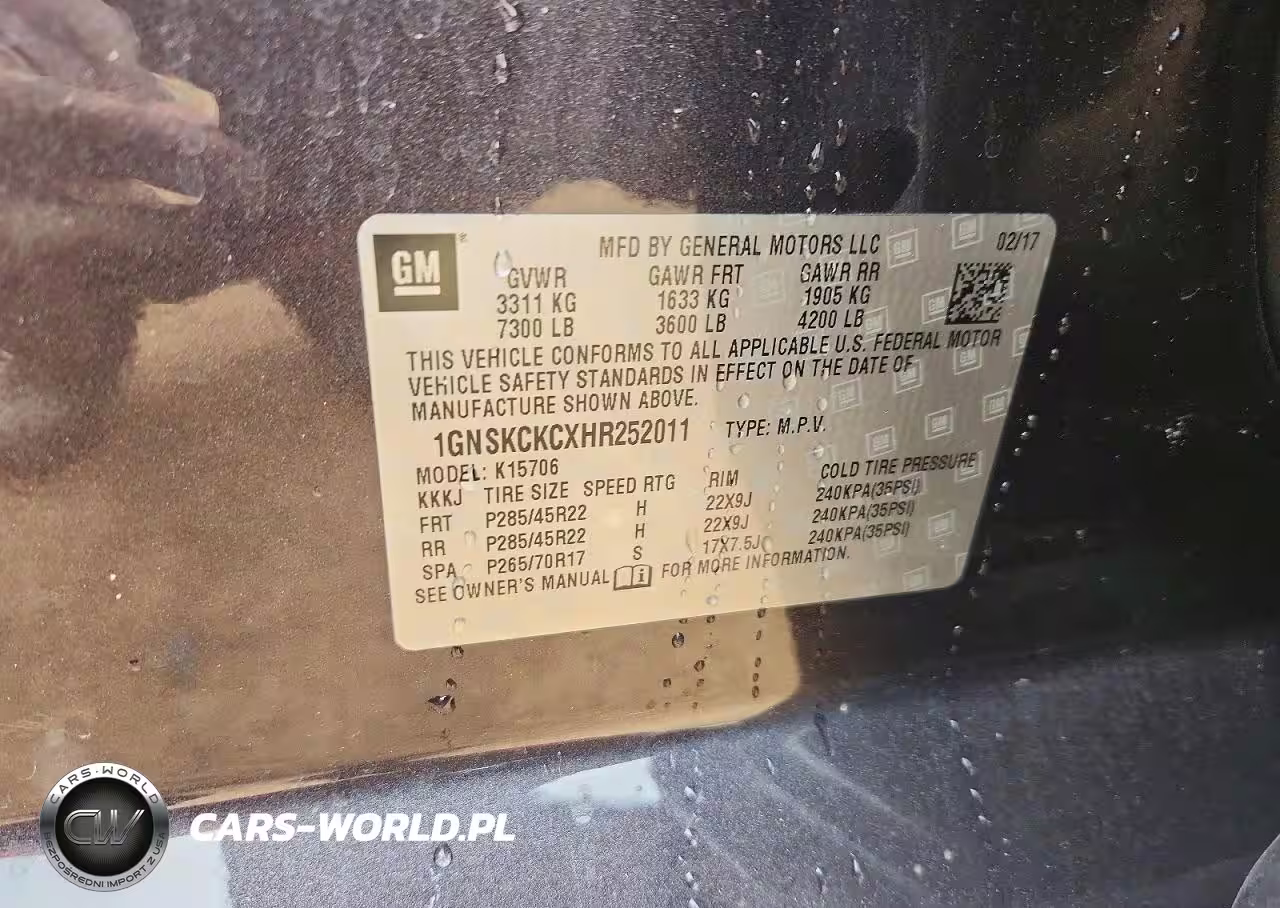 GM ®
MFD BY GENERAL MOTORS LLC 02/17
GVWR GAWR FRT GAWR RR
3311 KG 1633 KG 1905 KG
7300 LB 3600 LB 4200 LB
THIS VEHICLE CONFORMS TO ALL APPLICABLE U.S. FEDERAL MOTOR
VEHICLE SAFETY STANDARDS IN EFFECT ON THE DATE OF
MANUFACTURE SHOWN ABOVE.
1GNSKCKCXHR252011 TYPE: M.P.V.
MODEL: K15706
KKKJ TIRE SIZE SPEED RTG RIM COLD TIRE PRESSURE
FRT P285/45R22 H 22X9J 240KPA(35PSI)
RR P285/45R22 H 22X9J 240KPA(35PSI)
SPA P265/70R17 S 17X7.5J 240KPA(35PSI)
SEE OWNER'S MANUAL FOR MORE INFORMATION.
CARS-WORLD
CW
BEZPOŚREDNI IMPORT Z USA
CARS-WORLD.PL